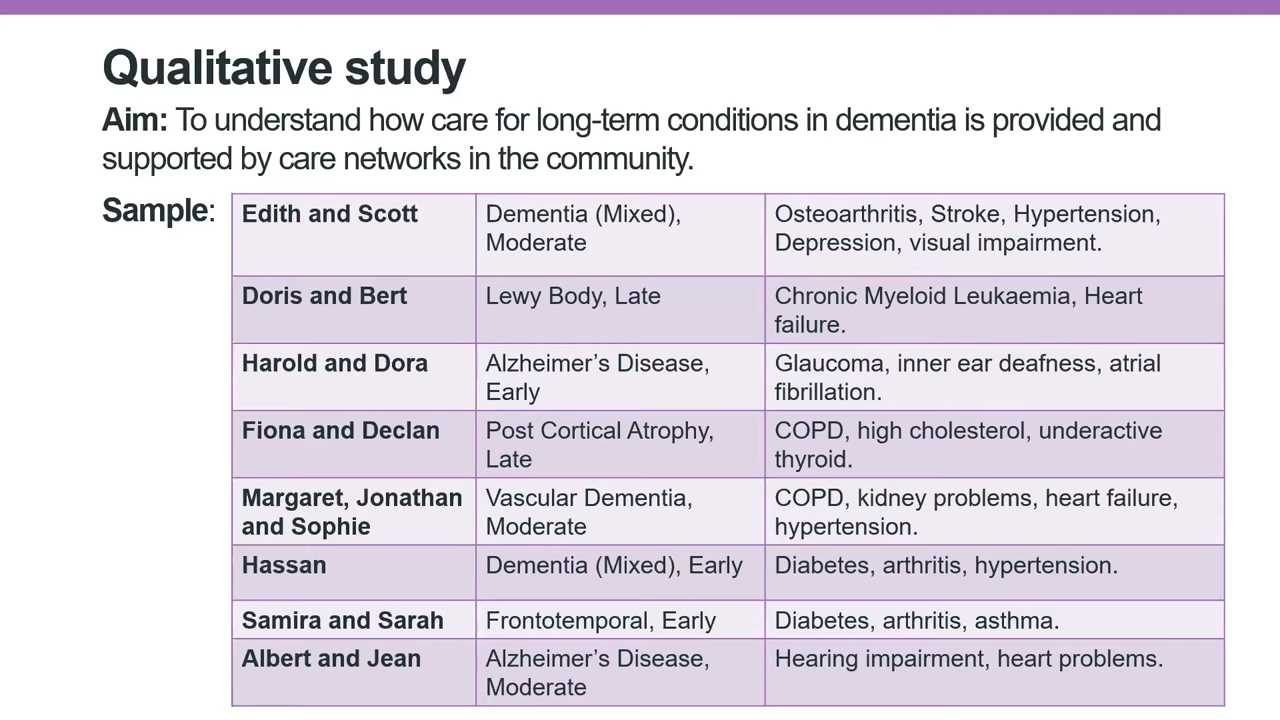 Qualitative study
Aim: To understand how care for long-term conditions in dementia is provided and
supported by care networks in the community.
Sample:
Edith and Scott
Dementia (Mixed),
Moderate
Osteoarthritis, Stroke, Hypertension,
Depression, visual impairment.
Doris and Bert
Lewy Body, Late
Chronic Myeloid Leukaemia, Heart
failure.
Harold and Dora
Alzheimer’s Disease,
Early
Glaucoma, inner ear deafness, atrial
fibrillation.
Fiona and Declan
Post Cortical Atrophy,
Late
COPD, high cholesterol, underactive
thyroid.
Margaret, Jonathan
and Sophie
Vascular Dementia,
Moderate
COPD, kidney problems, heart failure,
hypertension.
Hassan
Dementia (Mixed), Early
Diabetes, arthritis, hypertension.
Samira and Sarah
Frontotemporal, Early
Diabetes, arthritis, asthma.
Albert and Jean
Alzheimer’s Disease,
Moderate
Hearing impairment, heart problems.